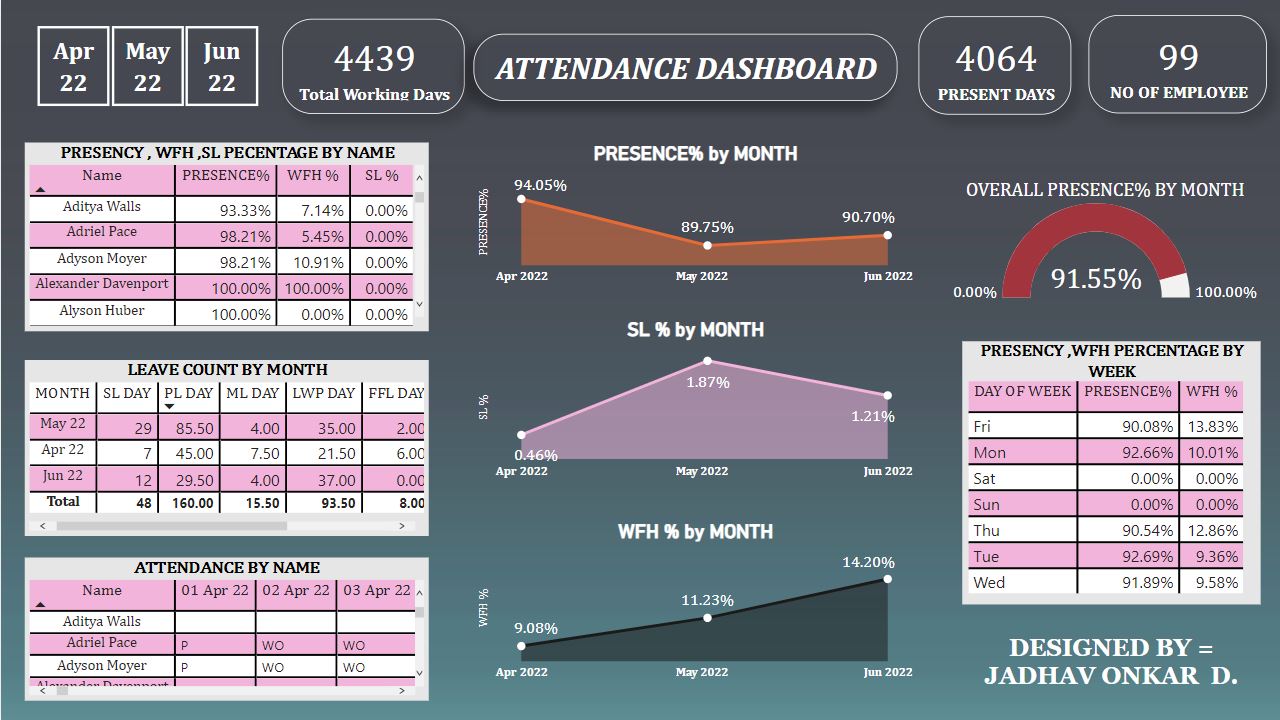 Apr 22
May 22
Jun 22
4439
Total Working Days
ATTENDANCE DASHBOARD
4064
PRESENT DAYS
99
NO OF EMPLOYEE
PRESENCY , WFH ,SL PECENTAGE BY NAME
Name PRESENCE% WFH % SL %
Aditya Walls 93.33% 7.14% 0.00%
Adriel Pace 98.21% 5.45% 0.00%
Adyson Moyer 98.21% 10.91% 0.00%
Alexander Davenport 100.00% 100.00% 0.00%
Alyson Huber 100.00% 0.00% 0.00%
LEAVE COUNT BY MONTH
MONTH SL DAY PL DAY ML DAY LWP DAY FFL DAY
May 22 29 85.50 4.00 35.00 2.00
Apr 22 7 45.00 7.50 21.50 6.00
Jun 22 12 29.50 4.00 37.00 0.00
Total 48 160.00 15.50 93.50 8.00
ATTENDANCE BY NAME
Name 01 Apr 22 02 Apr 22 03 Apr 22
Aditya Walls
Adriel Pace P WO WO
Adyson Moyer P WO WO
Alexander Davenport
PRESENCE% by MONTH
PRESENCE%
94.05%
89.75%
90.70%
Apr 2022 May 2022 Jun 2022
SL % by MONTH
SL %
0.46%
1.87%
1.21%
Apr 2022 May 2022 Jun 2022
WFH % by MONTH
WFH %
9.08%
11.23%
14.20%
Apr 2022 May 2022 Jun 2022
OVERALL PRESENCE% BY MONTH
91.55%
0.00% 100.00%
PRESENCY ,WFH PERCENTAGE BY
WEEK
DAY OF WEEK PRESENCE% WFH %
Fri 90.08% 13.83%
Mon 92.66% 10.01%
Sat 0.00% 0.00%
Sun 0.00% 0.00%
Thu 90.54% 12.86%
Tue 92.69% 9.36%
Wed 91.89% 9.58%
DESIGNED BY =
JADHAV ONKAR D.